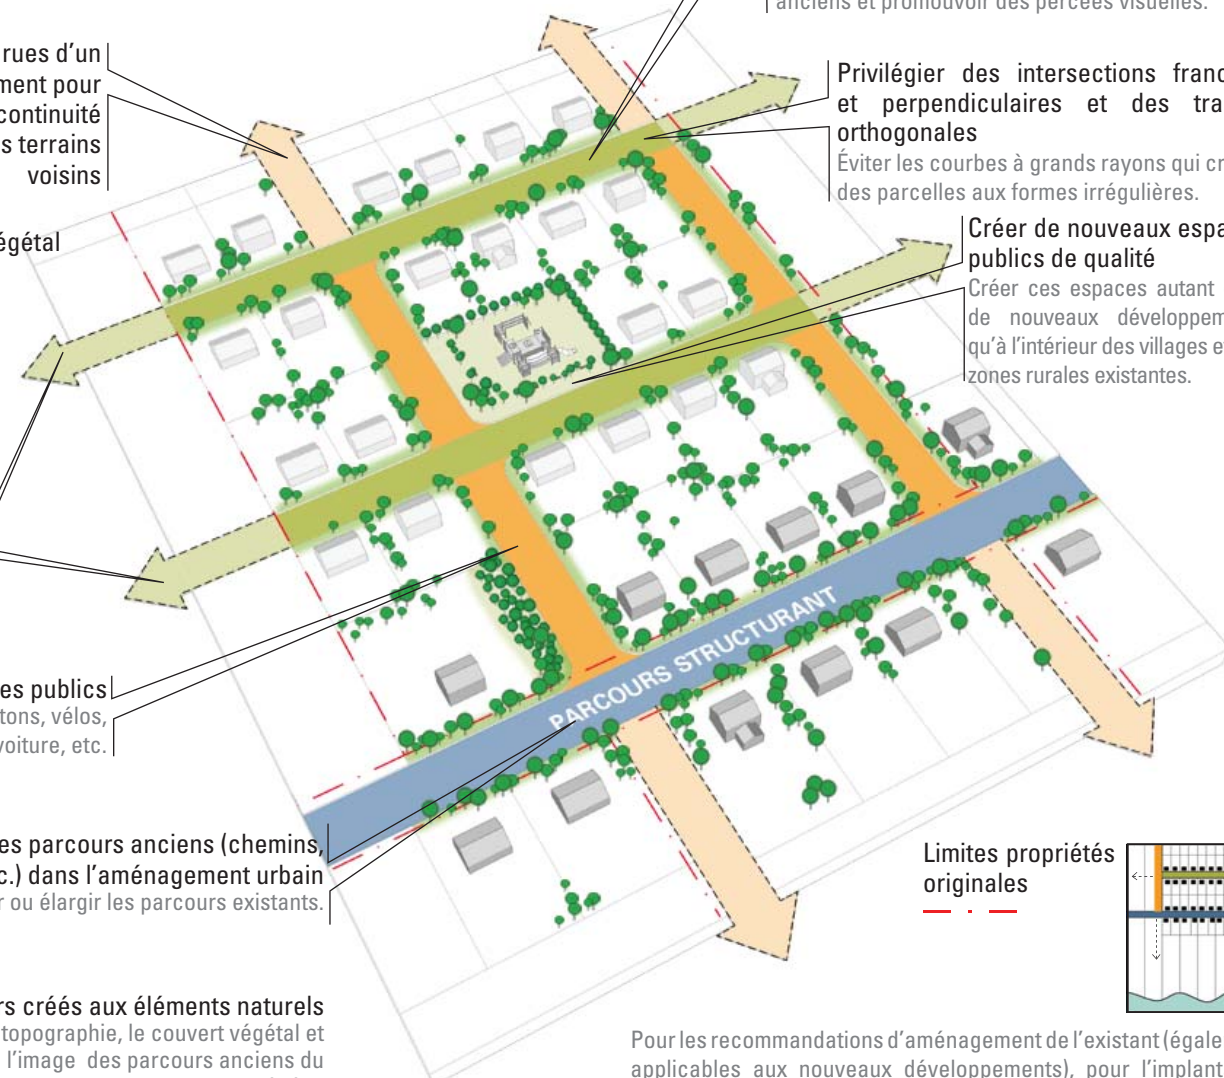 anciens et promouvoir des percées visuelles.
rues d’un
ment pour
continuité
s terrains
voisins
égétal
Privilégier des intersections franc
et perpendiculaires et des tra
orthogonales
Éviter les courbes à grands rayons qui cr
des parcelles aux formes irrégulières.
Créer de nouveaux espa
publics de qualité
Créer ces espaces autant
de nouveaux développem
qu’à l’intérieur des villages e
zones rurales existantes.
es publics
tons, vélos,
voiture, etc.
PARCOURS STRUCTURANT
es parcours anciens (chemins,
c.) dans l’aménagement urbain
r ou élargir les parcours existants.
Limites propriétés
originales
rs créés aux éléments naturels
topographie, le couvert végétal et
l’image des parcours anciens du
Pour les recommandations d’aménagement de l’existant (égale
applicables aux nouveaux développements), pour l’implant